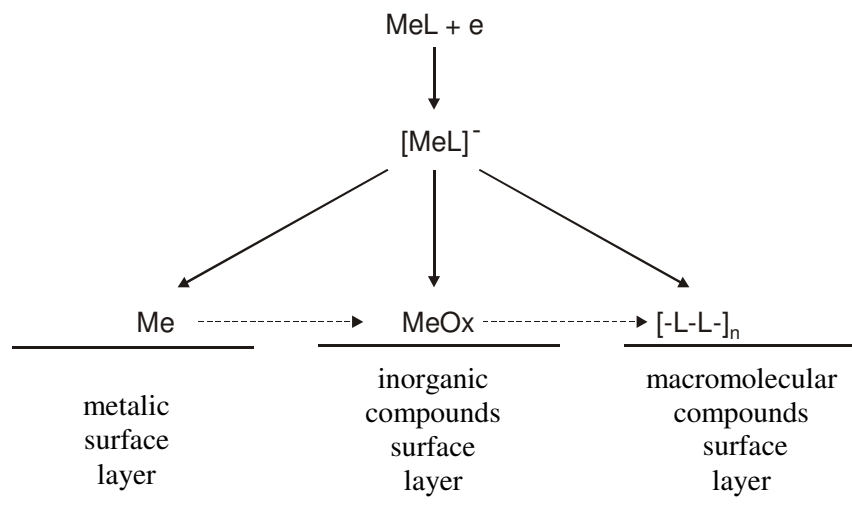 MeL + e
[MeL]⁻
Me
MeOx
[-L-L-]ₙ
metalic
surface
layer
inorganic
compounds
surface
layer
macromolecular
compounds
surface
layer